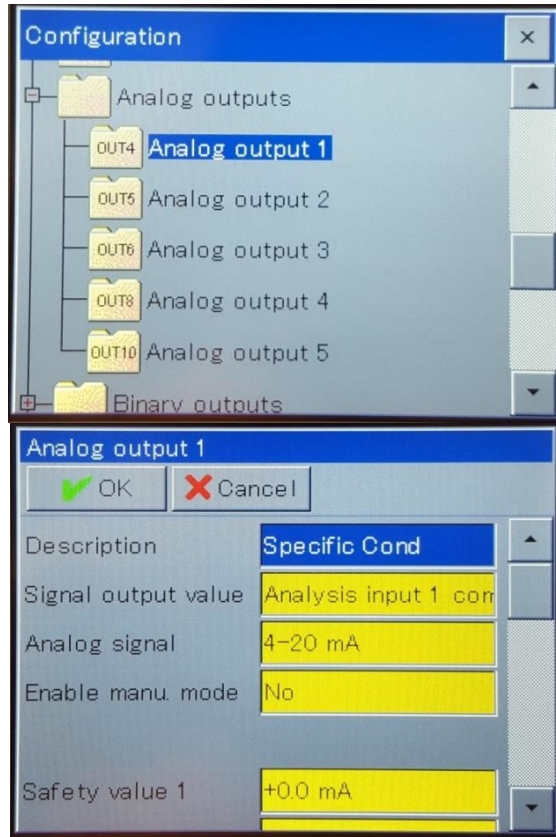 Configuration
Analog outputs
OUT4 Analog output 1
OUT5 Analog output 2
OUT6 Analog output 3
OUT8 Analog output 4
OUT10 Analog output 5
Binary outputs
Analog output 1
OK Cancel
Description Specific Cond
Signal output value Analysis input 1 com
Analog signal 4-20 mA
Enable manu. mode No
Safety value 1 +0.0 mA